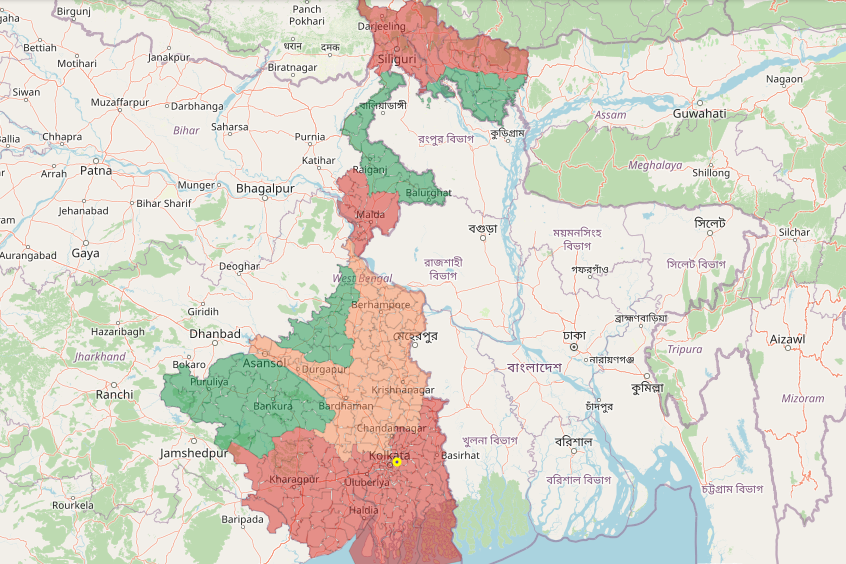 Panch
Pokhari
Birgunj
Darjeeling
Bettiah
Janakpur
धरान
दमक
Siliguri
Motihari
Biratnagar
Nagaon
Siwan
Muzaffarpur
Darbhanga
বালিয়াডাঙ্গী
Guwahati
Assam
Saharsa
Bihar
Chhapra
Purnia
রংপুর বিভাগ
কুড়িগ্রাম
Katihar
Meghalaya
Arrah
Patna
Raiganj
Shillong
Munger
Bhagalpur
Balurghat
Jehanabad
Bihar Sharif
Malda
বগুড়া
ময়মনসিংহ
বিভাগ
সিলেট
Silchar
Aurangabad
Gaya
Deoghar
রাজশাহী
বিভাগ
গফরগাঁও
সিলেট বিভাগ
West Bengal
Berhampore
Giridih
ব্রাহ্মণবাড়িয়া
Hazaribagh
Dhanbad
মেহেরপুর
ঢাকা
Aizawl
Jharkhand
Bokaro
Asansol
Durgapur
বাংলাদেশ
নারায়ণগঞ্জ
Tripura
Puruliya
Krishnanagar
কুমিল্লা
Ranchi
Bankura
Bardhaman
চাঁদপুর
Mizoram
Chandannagar
খুলনা বিভাগ
বরিশাল
Jamshedpur
Kolkata
Basirhat
Kharagpur
Uluberiya
বরিশাল বিভাগ
চট্টগ্রাম বিভাগ
Rourkela
Haldia
Baripada